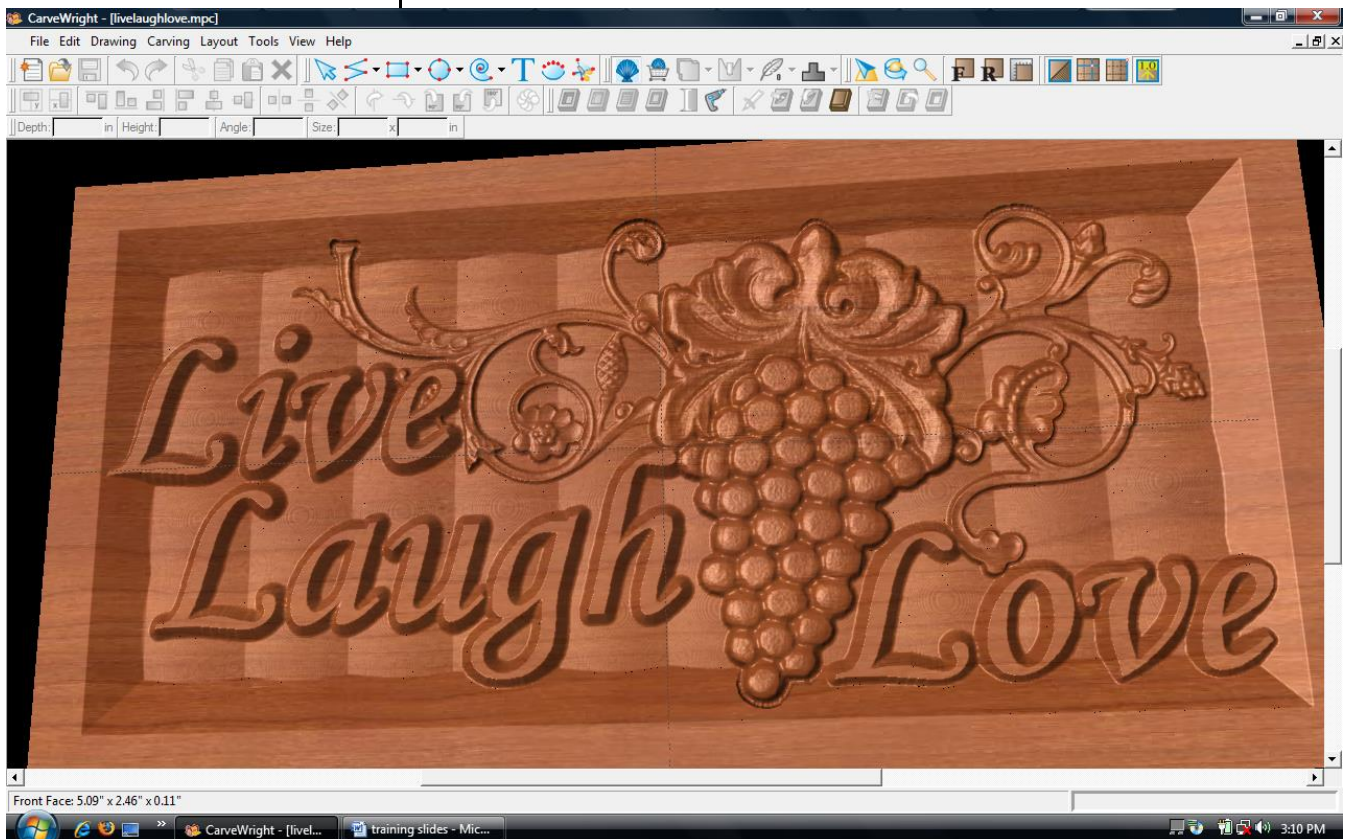 CarveWright - [livelaughlove.mpc]
File Edit Drawing Carving Layout Tools View Help
T F R
Depth: in Height: Angle: Size: x in
Live
Laugh
Love
Front Face: 5.09" x 2.46" x 0.11"
CarveWright - [livel... training slides - Mic... 3:10 PM